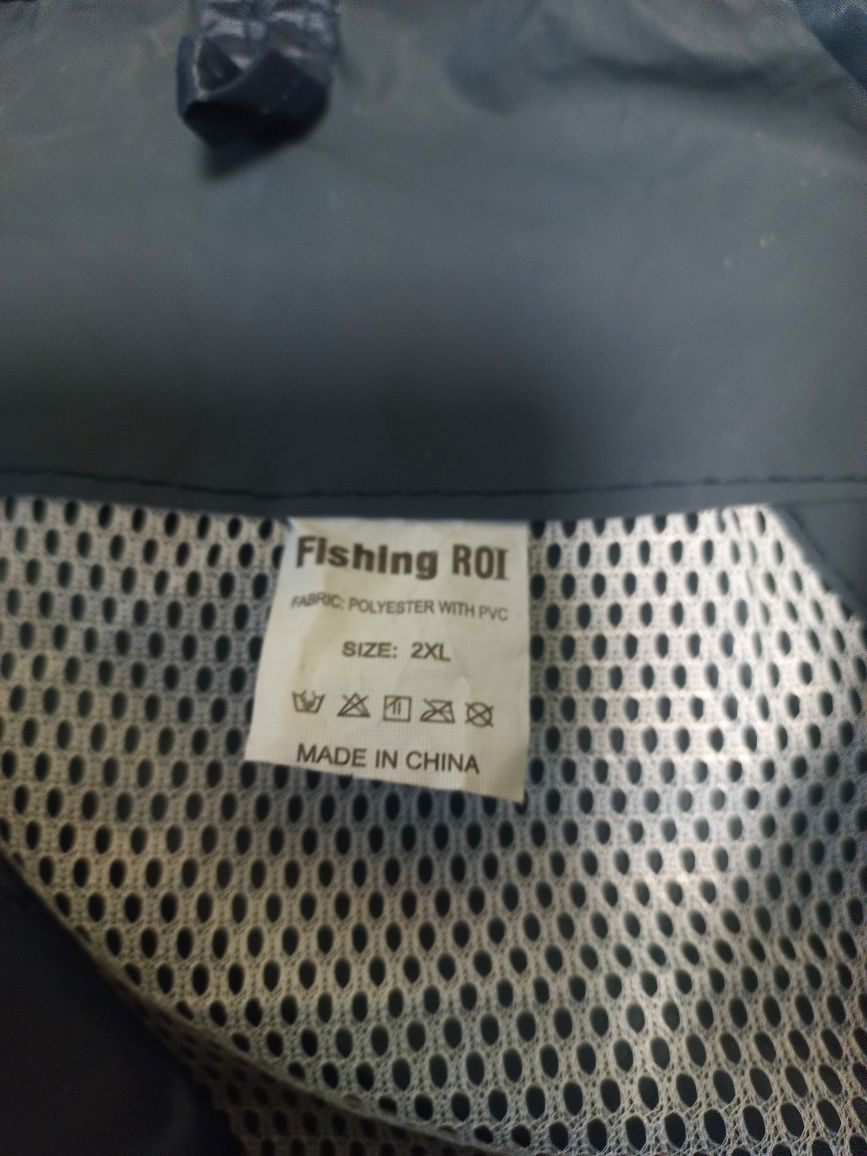 Fishing ROI
FABRIC: POLYESTER WITH PVC
SIZE: 2XL
MADE IN CHINA